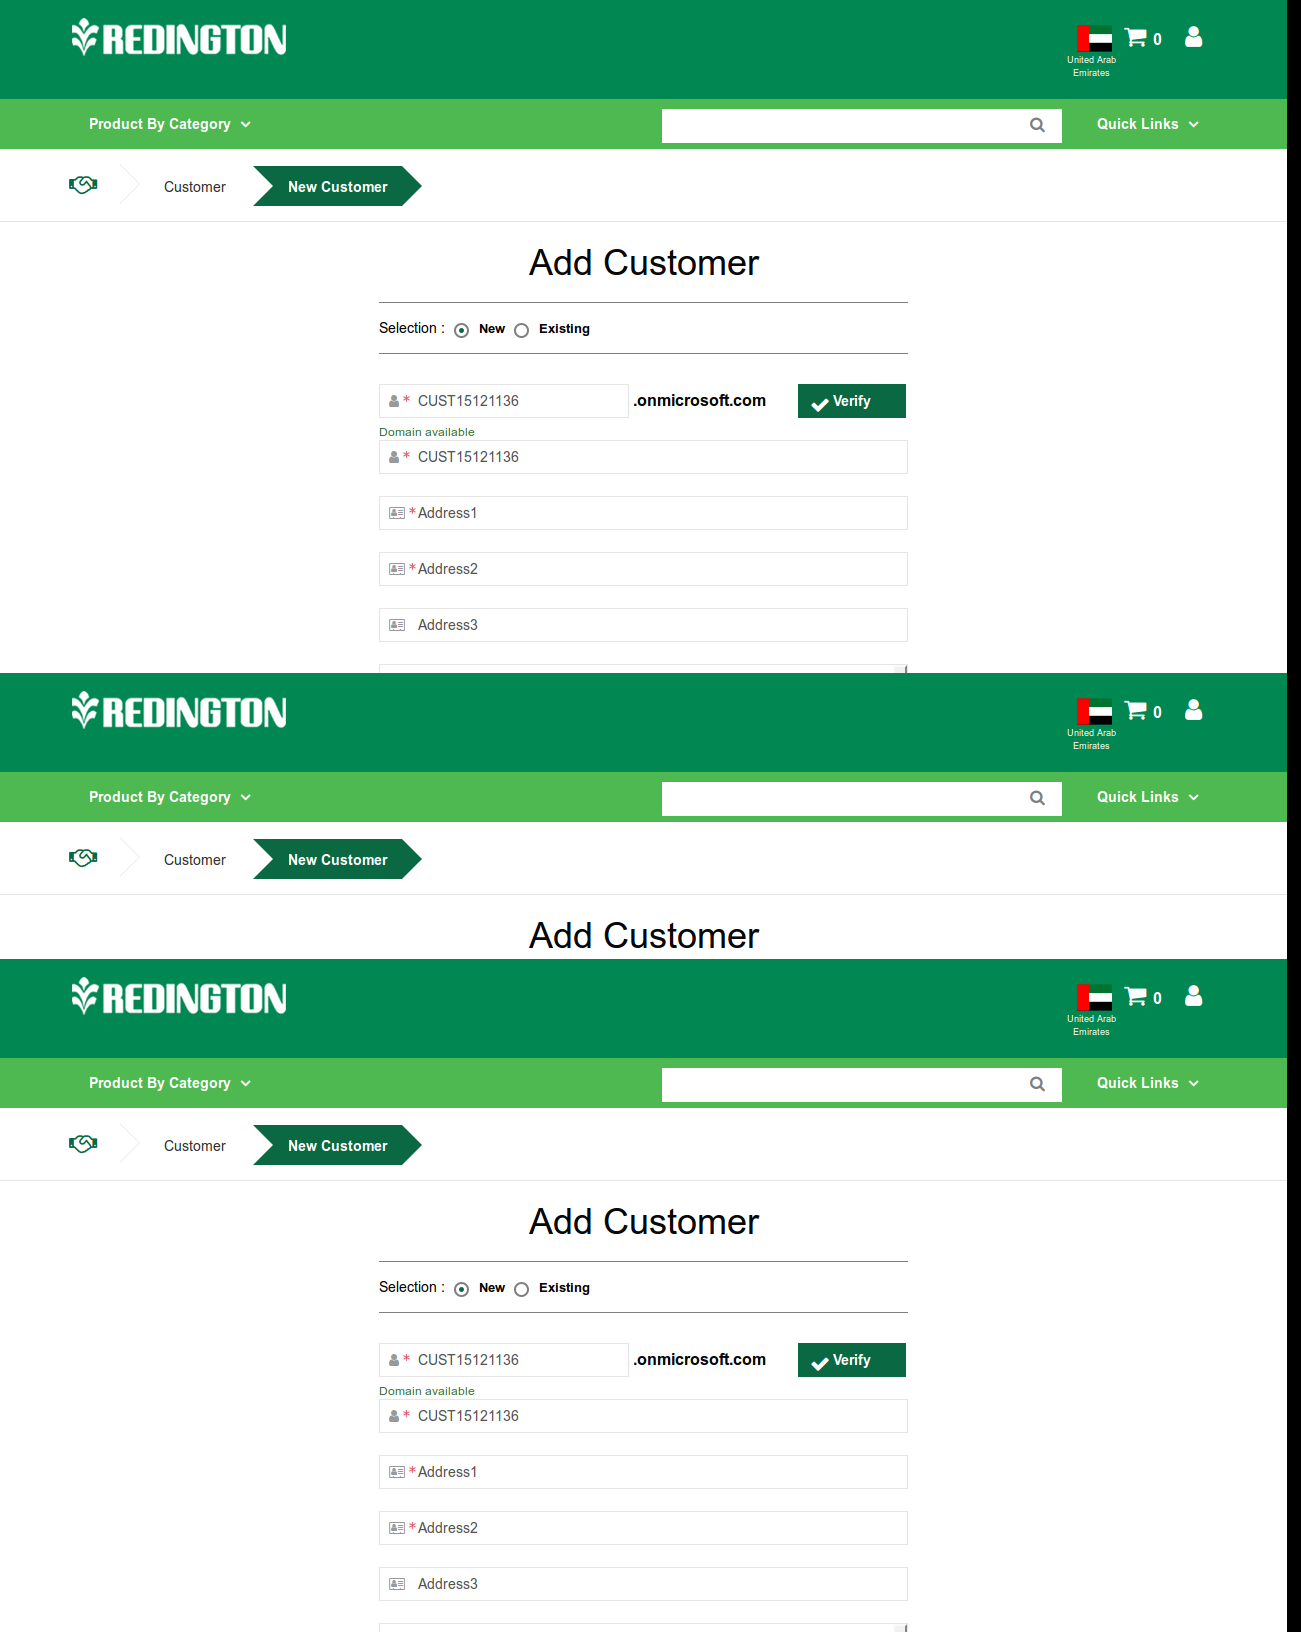 REDINGTON
United Arab
Emirates
0
Product By Category
Quick Links
Customer
New Customer
Add Customer
Selection : New Existing
* CUST15121136 .onmicrosoft.com Verify
Domain available
* CUST15121136
* Address1
* Address2
Address3
REDINGTON
United Arab
Emirates
0
Product By Category
Quick Links
Customer
New Customer
Add Customer
REDINGTON
United Arab
Emirates
0
Product By Category
Quick Links
Customer
New Customer
Add Customer
Selection : New Existing
* CUST15121136 .onmicrosoft.com Verify
Domain available
* CUST15121136
* Address1
* Address2
Address3